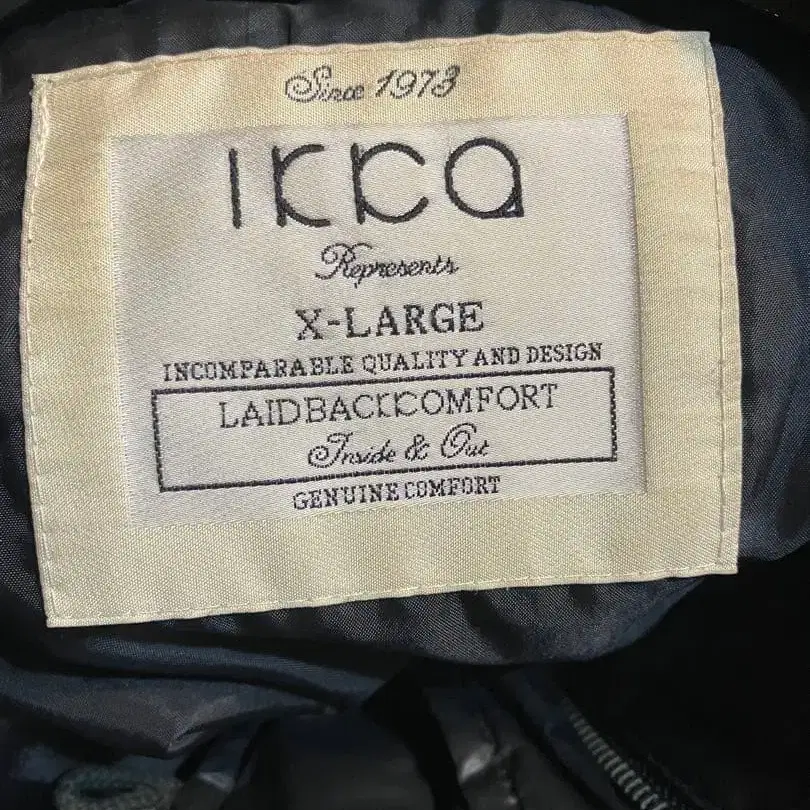 Since 1973
ikka
Represents
X-LARGE
INCOMPARABLE QUALITY AND DESIGN
LAIDBACKCOMFORT
Inside & Out
GENUINE COMFORT